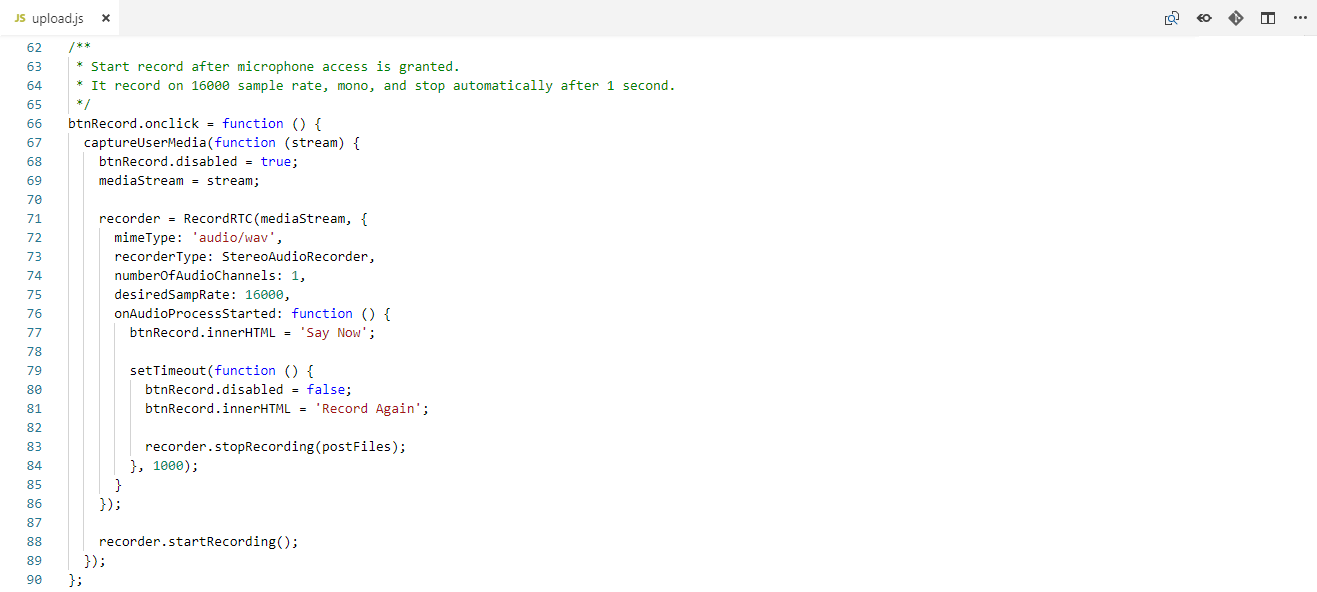 JS upload.js ×
62 /**
63  * Start record after microphone access is granted.
64  * It record on 16000 sample rate, mono, and stop automatically after 1 second.
65  */
66 btnRecord.onclick = function () {
67   captureUserMedia(function (stream) {
68     btnRecord.disabled = true;
69     mediaStream = stream;
70
71     recorder = RecordRTC(mediaStream, {
72       mimeType: 'audio/wav',
73       recorderType: StereoAudioRecorder,
74       numberOfAudioChannels: 1,
75       desiredSampRate: 16000,
76       onAudioProcessStarted: function () {
77         btnRecord.innerHTML = 'Say Now';
78
79         setTimeout(function () {
80           btnRecord.disabled = false;
81           btnRecord.innerHTML = 'Record Again';
82
83           recorder.stopRecording(postFiles);
84         }, 1000);
85       }
86     });
87
88     recorder.startRecording();
89   });
90 };